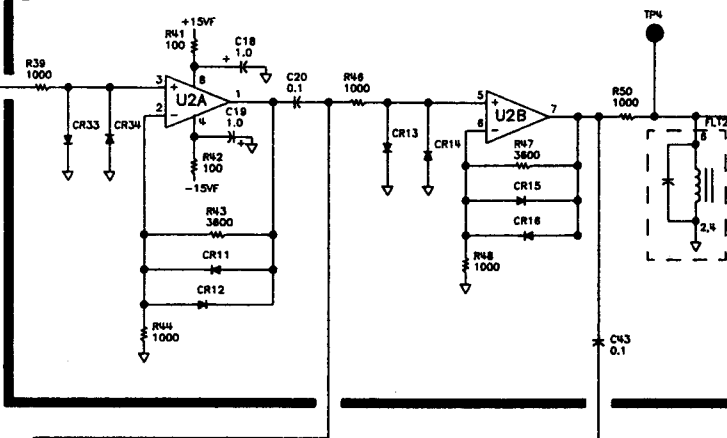 +15VF
R41
100
C18
+ 1.0
R39
1000
8
3
+
U2A
1
2
-
4
C19
1.0
+
C20
0.1
R46
1000
CR33
CR34
R42
100
-15VF
R43
3600
CR11
CR12
R44
1000
CR13
CR14
5
+
U2B
7
6
-
R47
3600
CR15
CR16
R48
1000
TP4
R50
1000
FLT2
6
2,4
C43
0.1